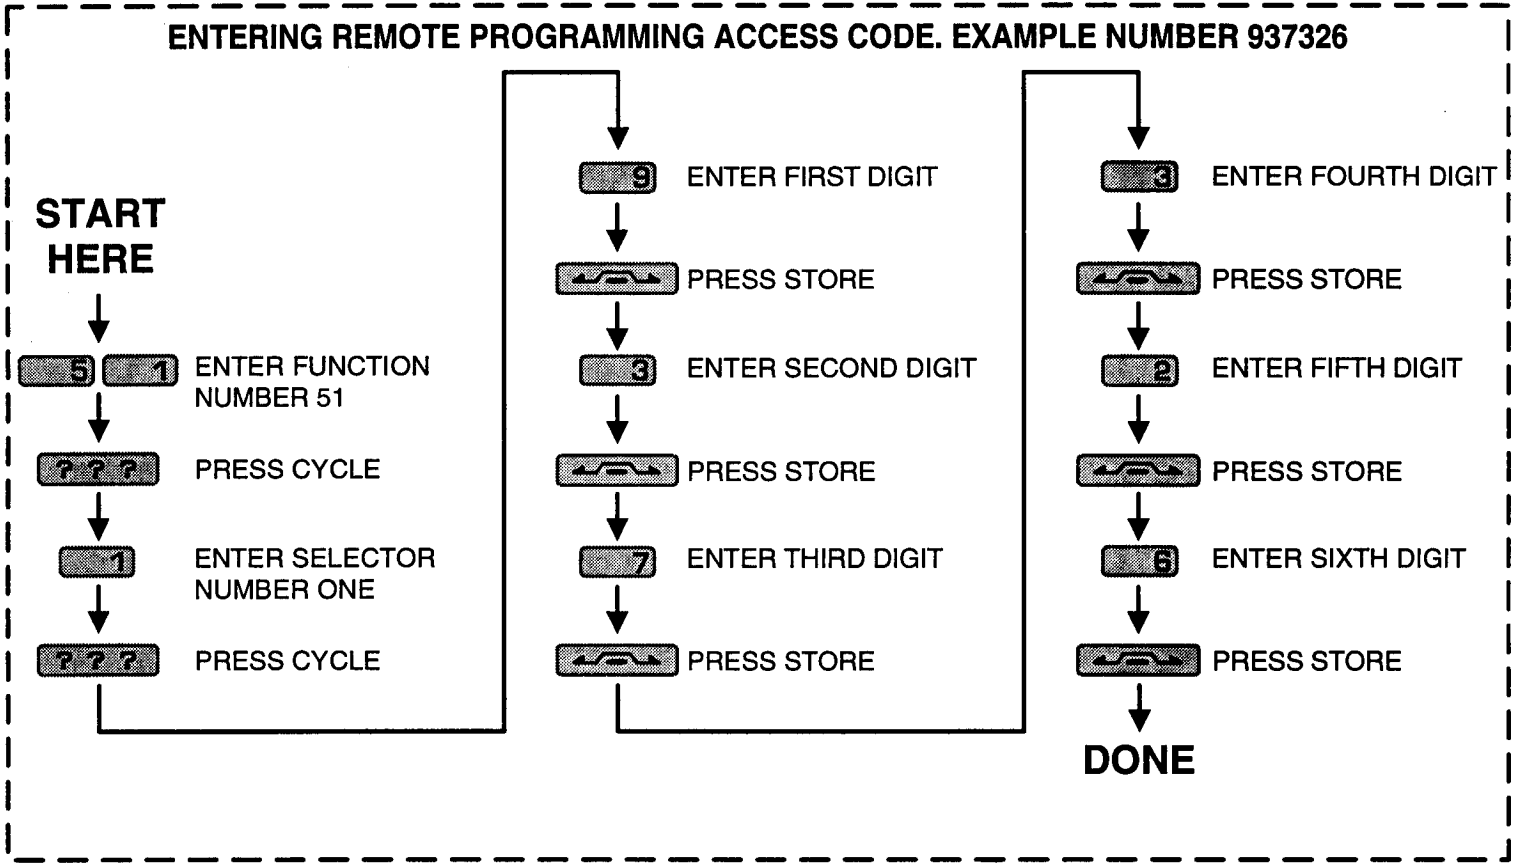 ENTERING REMOTE PROGRAMMING ACCESS CODE. EXAMPLE NUMBER 937326
START
HERE
5 1 ENTER FUNCTION
NUMBER 51
? ? ? PRESS CYCLE
1 ENTER SELECTOR
NUMBER ONE
? ? ? PRESS CYCLE
9 ENTER FIRST DIGIT
PRESS STORE
3 ENTER SECOND DIGIT
PRESS STORE
7 ENTER THIRD DIGIT
PRESS STORE
3 ENTER FOURTH DIGIT
PRESS STORE
2 ENTER FIFTH DIGIT
PRESS STORE
6 ENTER SIXTH DIGIT
PRESS STORE
DONE